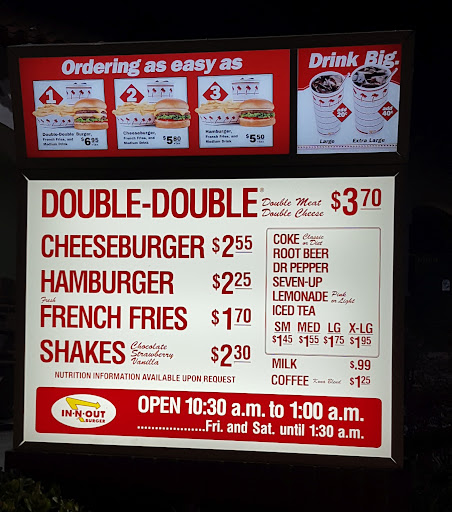 Ordering as easy as
1
Double-Double Burger,
French Fries, and
Medium Drink $6 95
2
Cheeseburger,
French Fries, and
Medium Drink $5 80
3
Hamburger,
French Fries, and
Medium Drink $5 50
Drink Big.
add 20¢
add 40¢
Large Extra Large
DOUBLE-DOUBLE® Double Meat Double Cheese $3 70
CHEESEBURGER $2 55
HAMBURGER $2 25
Fresh
FRENCH FRIES $1 70
SHAKES Chocolate Strawberry Vanilla $2 30
NUTRITION INFORMATION AVAILABLE UPON REQUEST
COKE Classic or Diet
ROOT BEER
DR PEPPER
SEVEN-UP
LEMONADE Pink or Light
ICED TEA
SM MED LG X-LG
$1 45 $1 55 $1 75 $1 95
MILK $.99
COFFEE Kona Blend $1 25
IN-N-OUT
BURGER
OPEN 10:30 a.m. to 1:00 a.m.
...................Fri. and Sat. until 1:30 a.m.